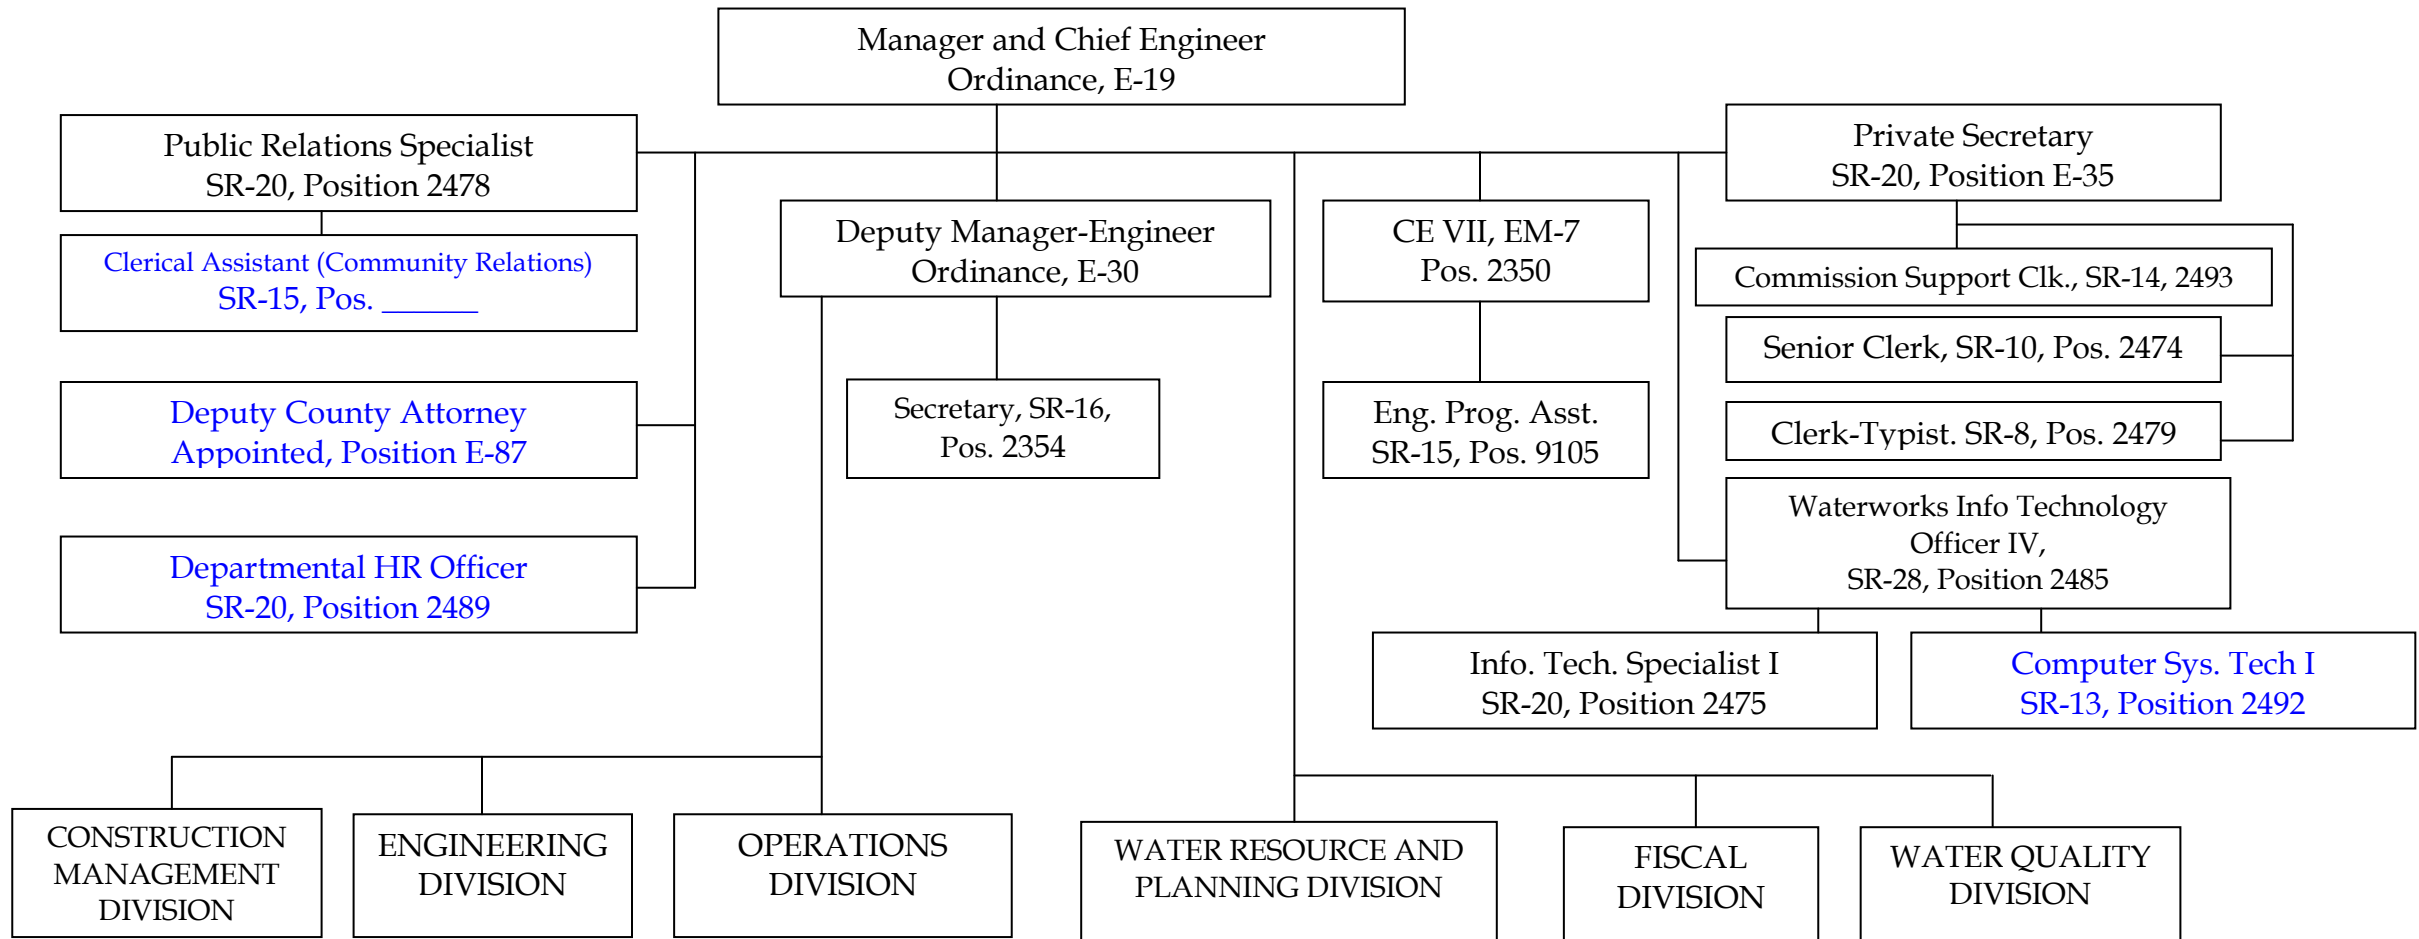 Manager and Chief Engineer
Ordinance, E-19
Public Relations Specialist
SR-20, Position 2478
Private Secretary
SR-20, Position E-35
Clerical Assistant (Community Relations)
SR-15, Pos. ______
Deputy Manager-Engineer
Ordinance, E-30
CE VII, EM-7
Pos. 2350
Commission Support Clk., SR-14, 2493
Senior Clerk, SR-10, Pos. 2474
Deputy County Attorney
Appointed, Position E-87
Secretary, SR-16,
Pos. 2354
Eng. Prog. Asst.
SR-15, Pos. 9105
Clerk-Typist. SR-8, Pos. 2479
Waterworks Info Technology
Officer IV,
SR-28, Position 2485
Departmental HR Officer
SR-20, Position 2489
Info. Tech. Specialist I
SR-20, Position 2475
Computer Sys. Tech I
SR-13, Position 2492
CONSTRUCTION
MANAGEMENT
DIVISION
ENGINEERING
DIVISION
OPERATIONS
DIVISION
WATER RESOURCE AND
PLANNING DIVISION
FISCAL
DIVISION
WATER QUALITY
DIVISION